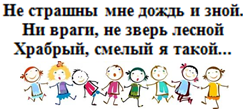 Не страшны мне дождь и зной.
Ни враги, не зверь лесной
Храбрый, смелый я такой...